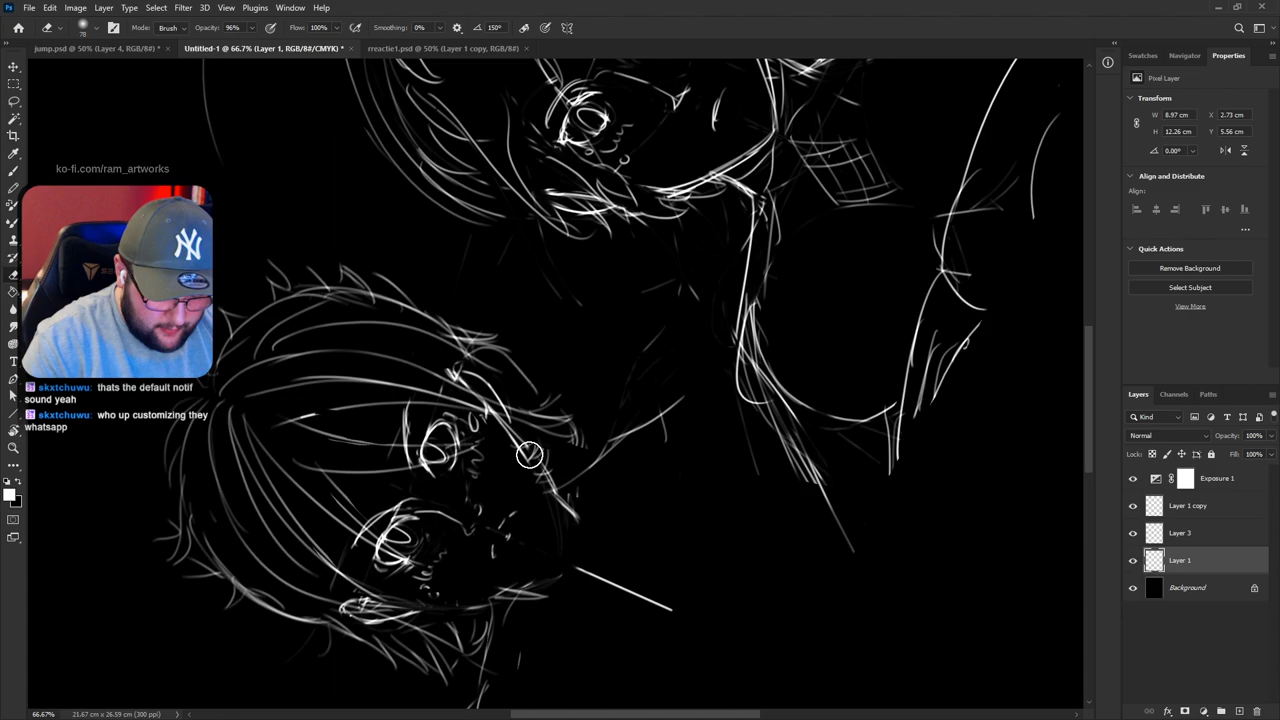 File Edit Image Layer Type Select Filter 3D View Plugins Window Help
78 Mode: Brush Opacity: 96% Flow: 100% Smoothing: 0% 150°
jump.psd @ 50% (Layer 4, RGB/8#) * Untitled-1 @ 66.7% (Layer 1, RGB/8#/CMYK) * rreactie1.psd @ 50% (Layer 1 copy, RGB/8#)
Swatches Navigator Properties
Pixel Layer
Transform
W 8.97 cm X 2.73 cm
H 12.26 cm Y 5.56 cm
0.00°
Align and Distribute
Align:
Quick Actions
Remove Background
Select Subject
View More
ko-fi.com/ram_artworks
NY
SECO
skxtchuwu: thats the default notif
sound yeah
skxtchuwu: who up customizing they
whatsapp
Layers Channels Paths
Kind
Normal Opacity: 100%
Lock: Fill: 100%
Exposure 1
Layer 1 copy
Layer 3
Layer 1
Background
66.67% 21.67 cm x 26.59 cm (300 ppi)